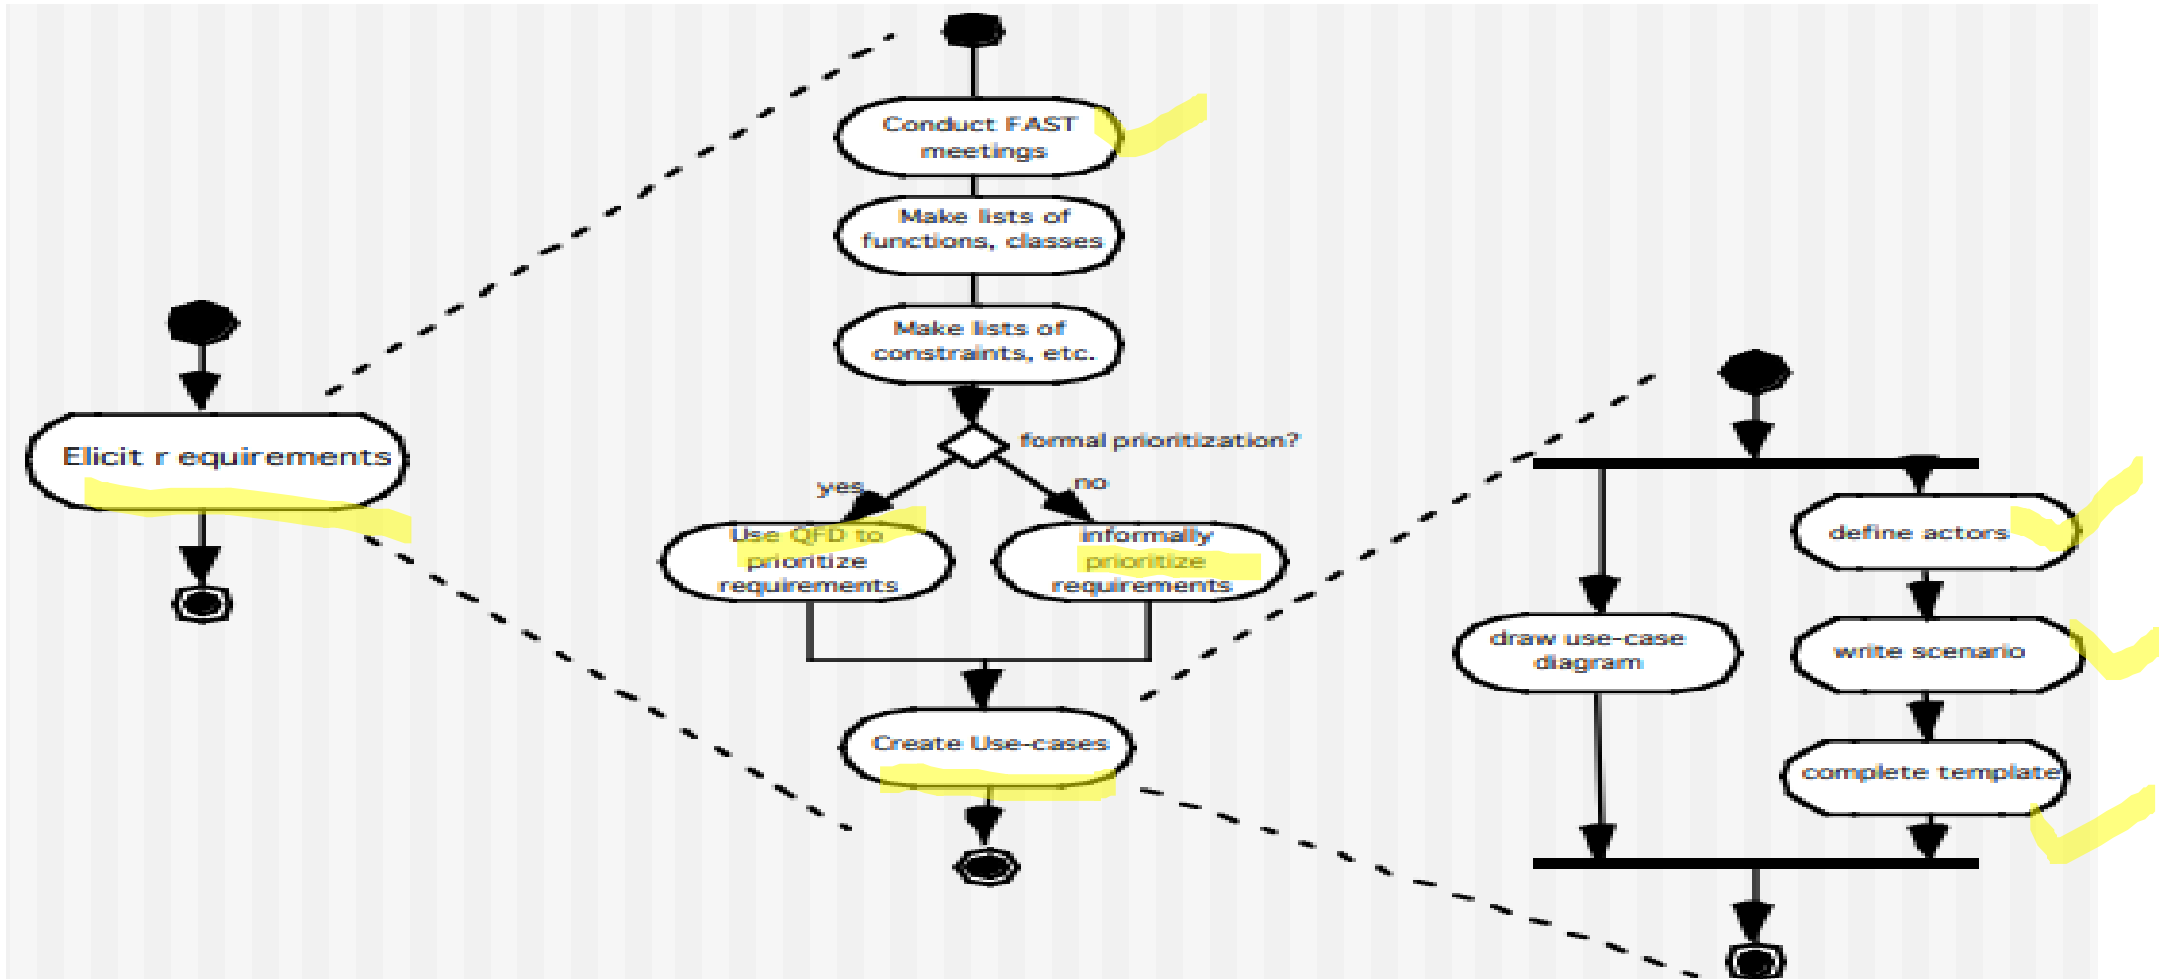 Elicit r equirements
Conduct FAST
meetings
Make lists of
functions, classes
Make lists of
constraints, etc.
formal prioritization?
yes
no
Use QFD to
prioritize
requirements
informally
prioritize
requirements
Create Use-cases
draw use-case
diagram
define actors
write scenario
complete template